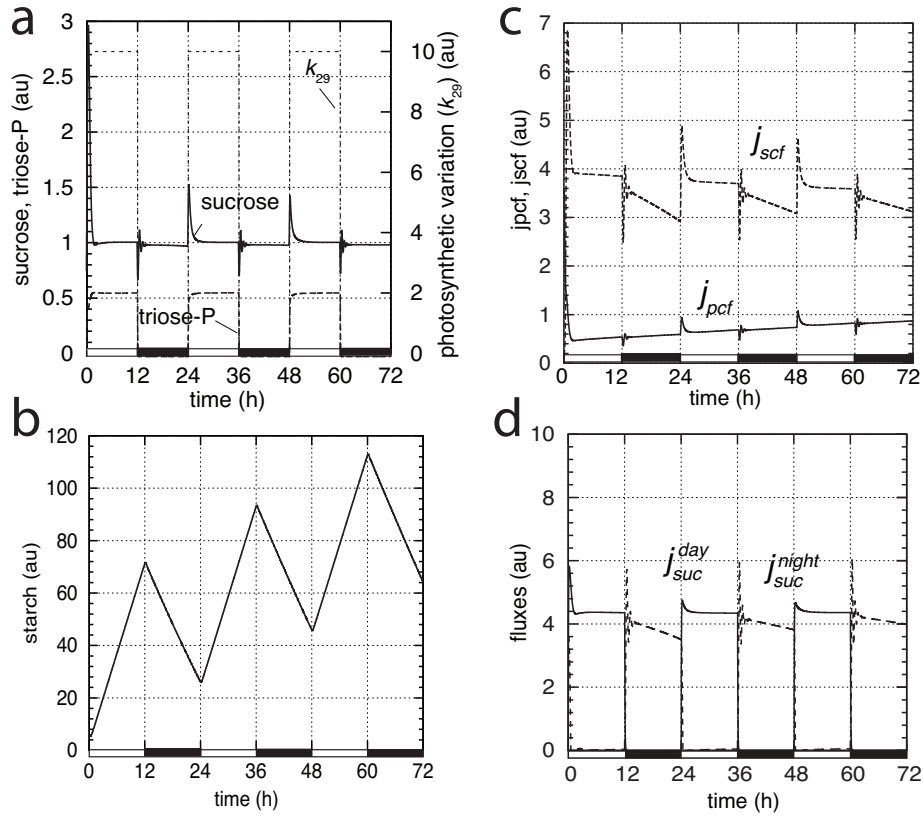 a
sucrose, triose-P (au)
3
2.5
2
1.5
1
0.5
0
k29
sucrose
triose-P
10
8
6
4
2
0
photosynthetic variation (k29) (au)
0 12 24 36 48 60 72
time (h)
c
jpcf, jscf (au)
7
6
5
4
3
2
1
0
jscf
jpcf
0 12 24 36 48 60 72
time (h)
b
starch (au)
120
100
80
60
40
20
0
0 12 24 36 48 60 72
time (h)
d
fluxes (au)
10
8
6
4
2
0
j day suc
j night suc
0 12 24 36 48 60 72
time (h)